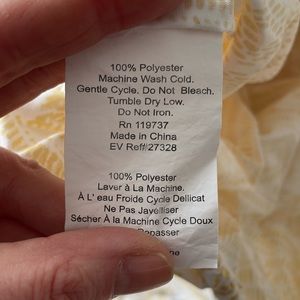 100% Polyester
Machine Wash Cold.
Gentle Cycle. Do Not Bleach.
Tumble Dry Low.
Do Not Iron.
Rn 119737
Made in China
EV Ref# 27328
100% Polyester
Laver à La Machine.
À L' eau Froide Cycle Dellicat
Ne Pas Javelliser
Sécher À la Machine Cycle Doux
Repasser